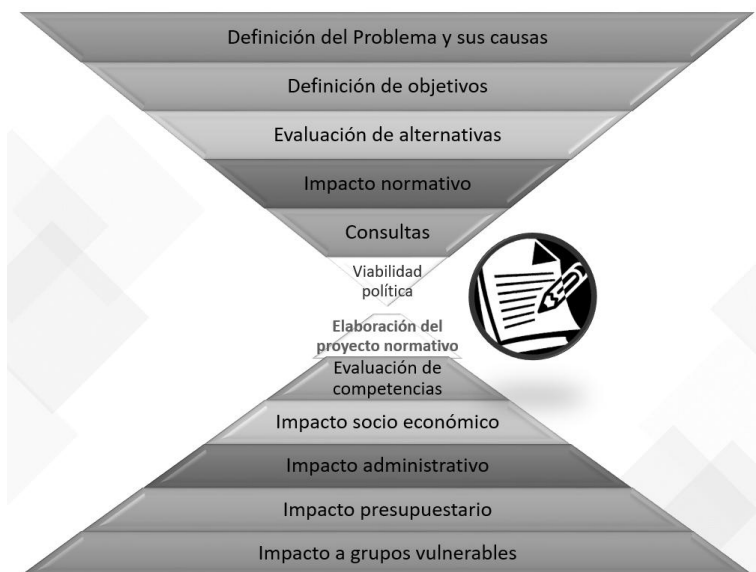 Definición del Problema y sus causas
Definición de objetivos
Evaluación de alternativas
Impacto normativo
Consultas
Viabilidad
política
Elaboración del
proyecto normativo
Evaluación de
competencias
Impacto socio económico
Impacto administrativo
Impacto presupuestario
Impacto a grupos vulnerables